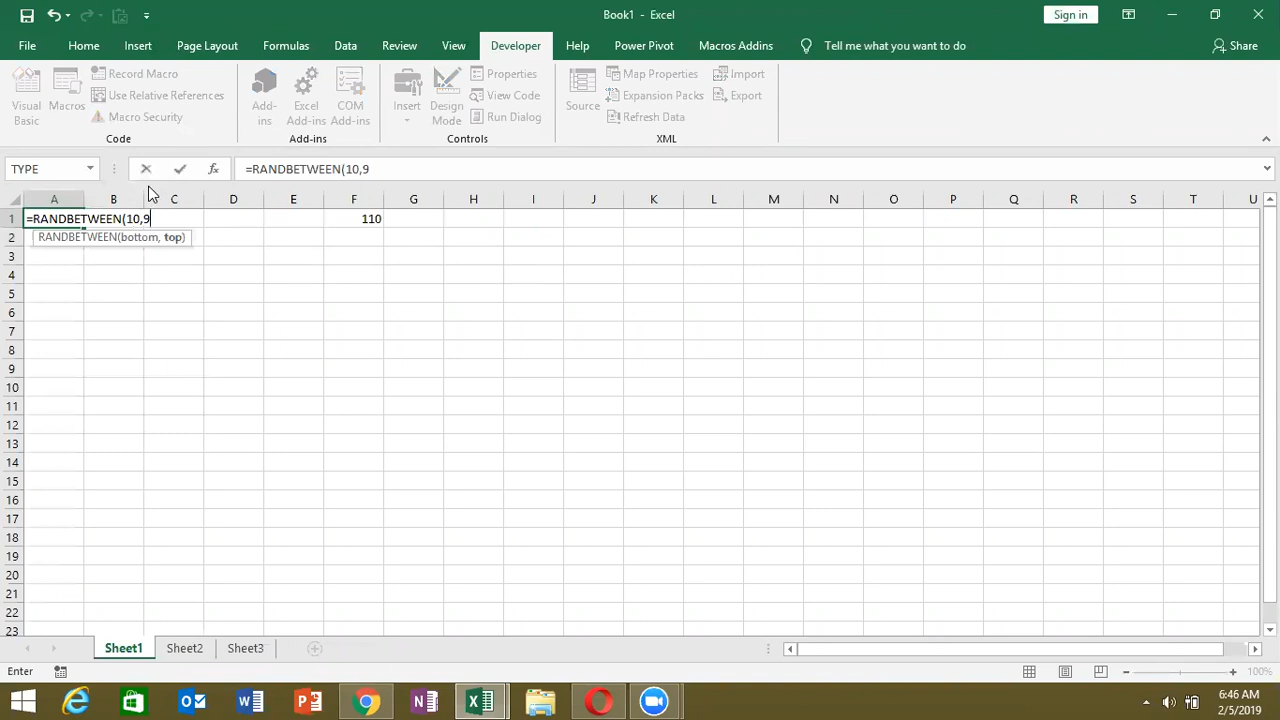 Book1 - Excel
Sign in
File Home Insert Page Layout Formulas Data Review View Developer Help Power Pivot Macros Addins Tell me what you want to do Share
Visual Basic
Macros
Record Macro
Use Relative References
Macro Security
Code
Add-ins
Excel Add-ins
COM Add-ins
Add-ins
Insert
Design Mode
Properties
View Code
Run Dialog
Controls
Source
Map Properties
Expansion Packs
Refresh Data
Import
Export
XML
TYPE fx =RANDBETWEEN(10,9
A B C D E F G H I J K L M N O P Q R S T U
1 =RANDBETWEEN(10,9 110
2 RANDBETWEEN(bottom, top)
3
4
5
6
7
8
9
10
11
12
13
14
15
16
17
18
19
20
21
22
23
Sheet1 Sheet2 Sheet3
Enter 100%
6:46 AM
2/5/2019